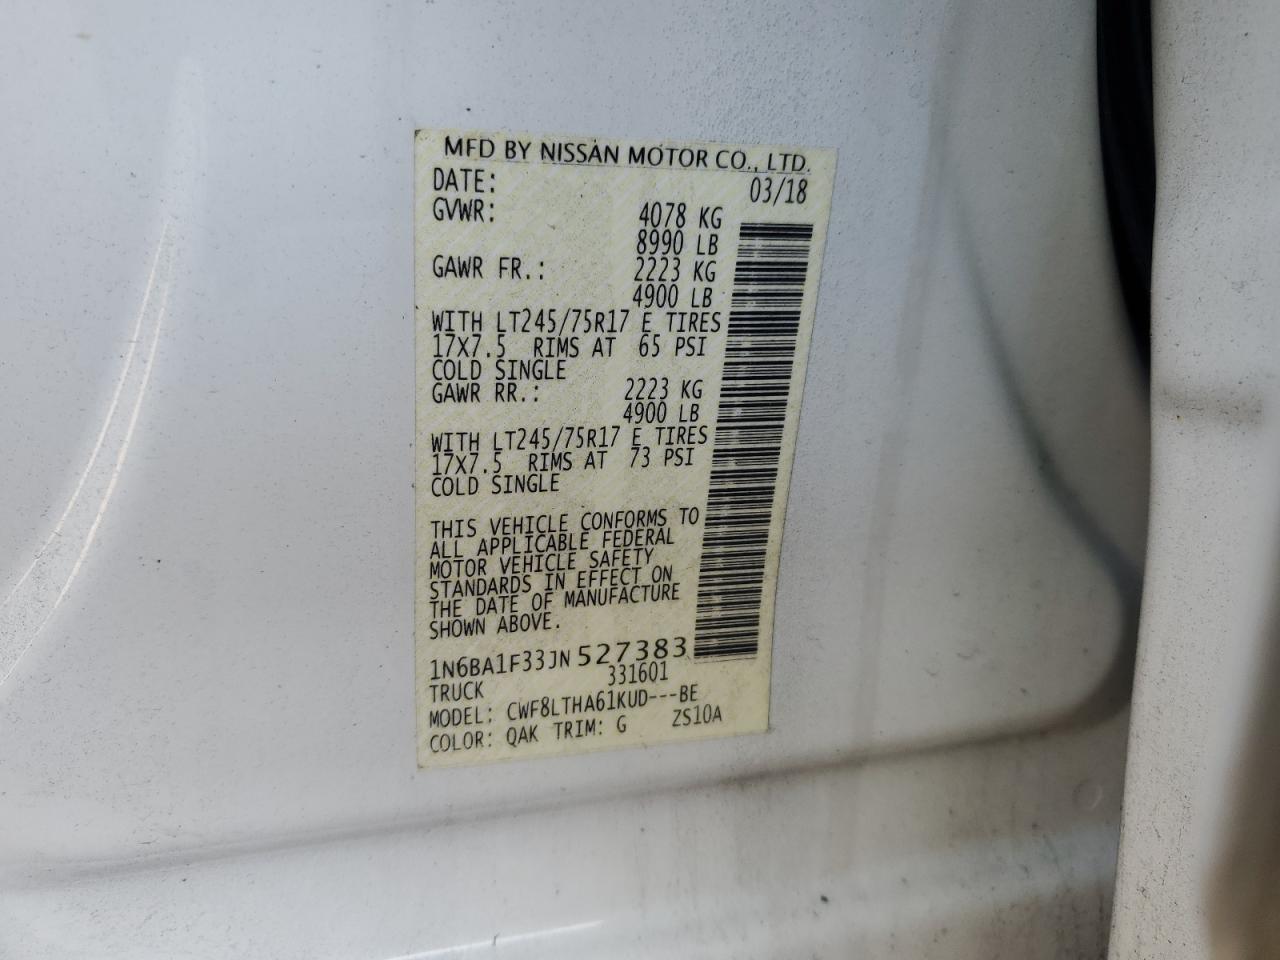 MFD BY NISSAN MOTOR CO., LTD.
DATE: 03/18
GVWR: 4078 KG
8990 LB
GAWR FR.: 2223 KG
4900 LB
WITH LT245/75R17 E TIRES
17X7.5 RIMS AT 65 PSI
COLD SINGLE
GAWR RR.: 2223 KG
4900 LB
WITH LT245/75R17 E TIRES
17X7.5 RIMS AT 73 PSI
COLD SINGLE
THIS VEHICLE CONFORMS TO
ALL APPLICABLE FEDERAL
MOTOR VEHICLE SAFETY
STANDARDS IN EFFECT ON
THE DATE OF MANUFACTURE
SHOWN ABOVE.
1N6BA1F33JN527383
331601
TRUCK
MODEL: CWF8LTHA61KUD---BE
COLOR: QAK TRIM: G ZS10A